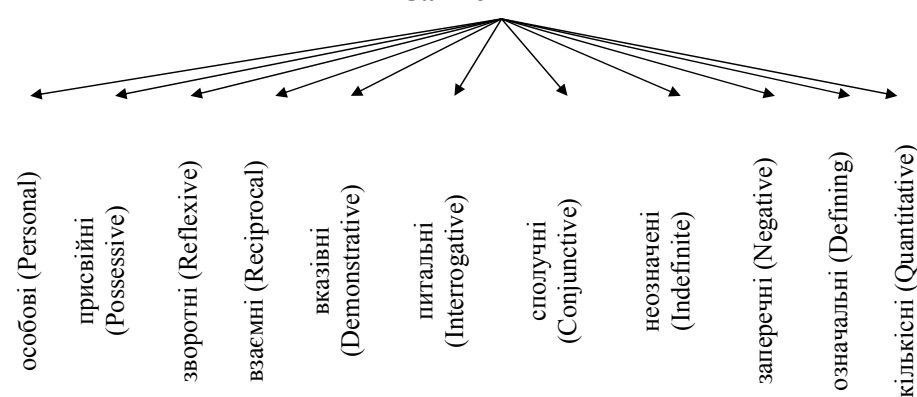 особові (Personal)
присвійні
(Possessive)
зворотні (Reflexive)
взаємні (Reciprocal)
вказівні
(Demonstrative)
питальні
(Interrogative)
сполучні
(Conjunctive)
неозначені
(Indefinite)
заперечні (Negative)
означальні (Defining)
кількісні (Quantitative)